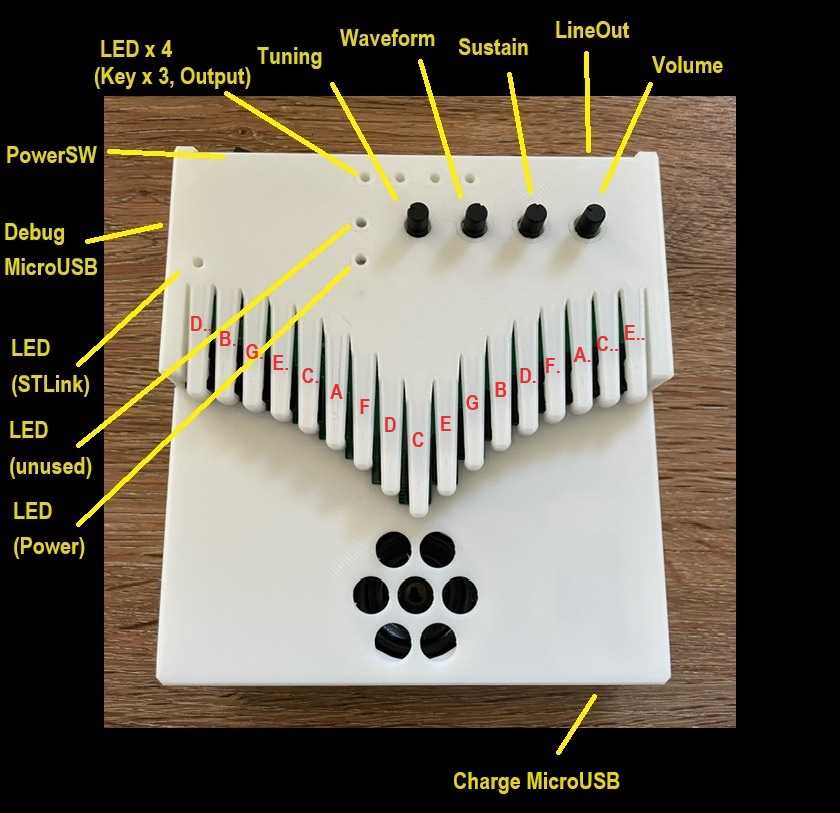 LED x 4
(Key x 3, Output)
Tuning
Waveform
Sustain
LineOut
Volume
PowerSW
Debug
MicroUSB
LED
(STLink)
LED
(unused)
LED
(Power)
D.. B. G. E. C. A F D C E G B D. F. A. C.. E..
Charge MicroUSB